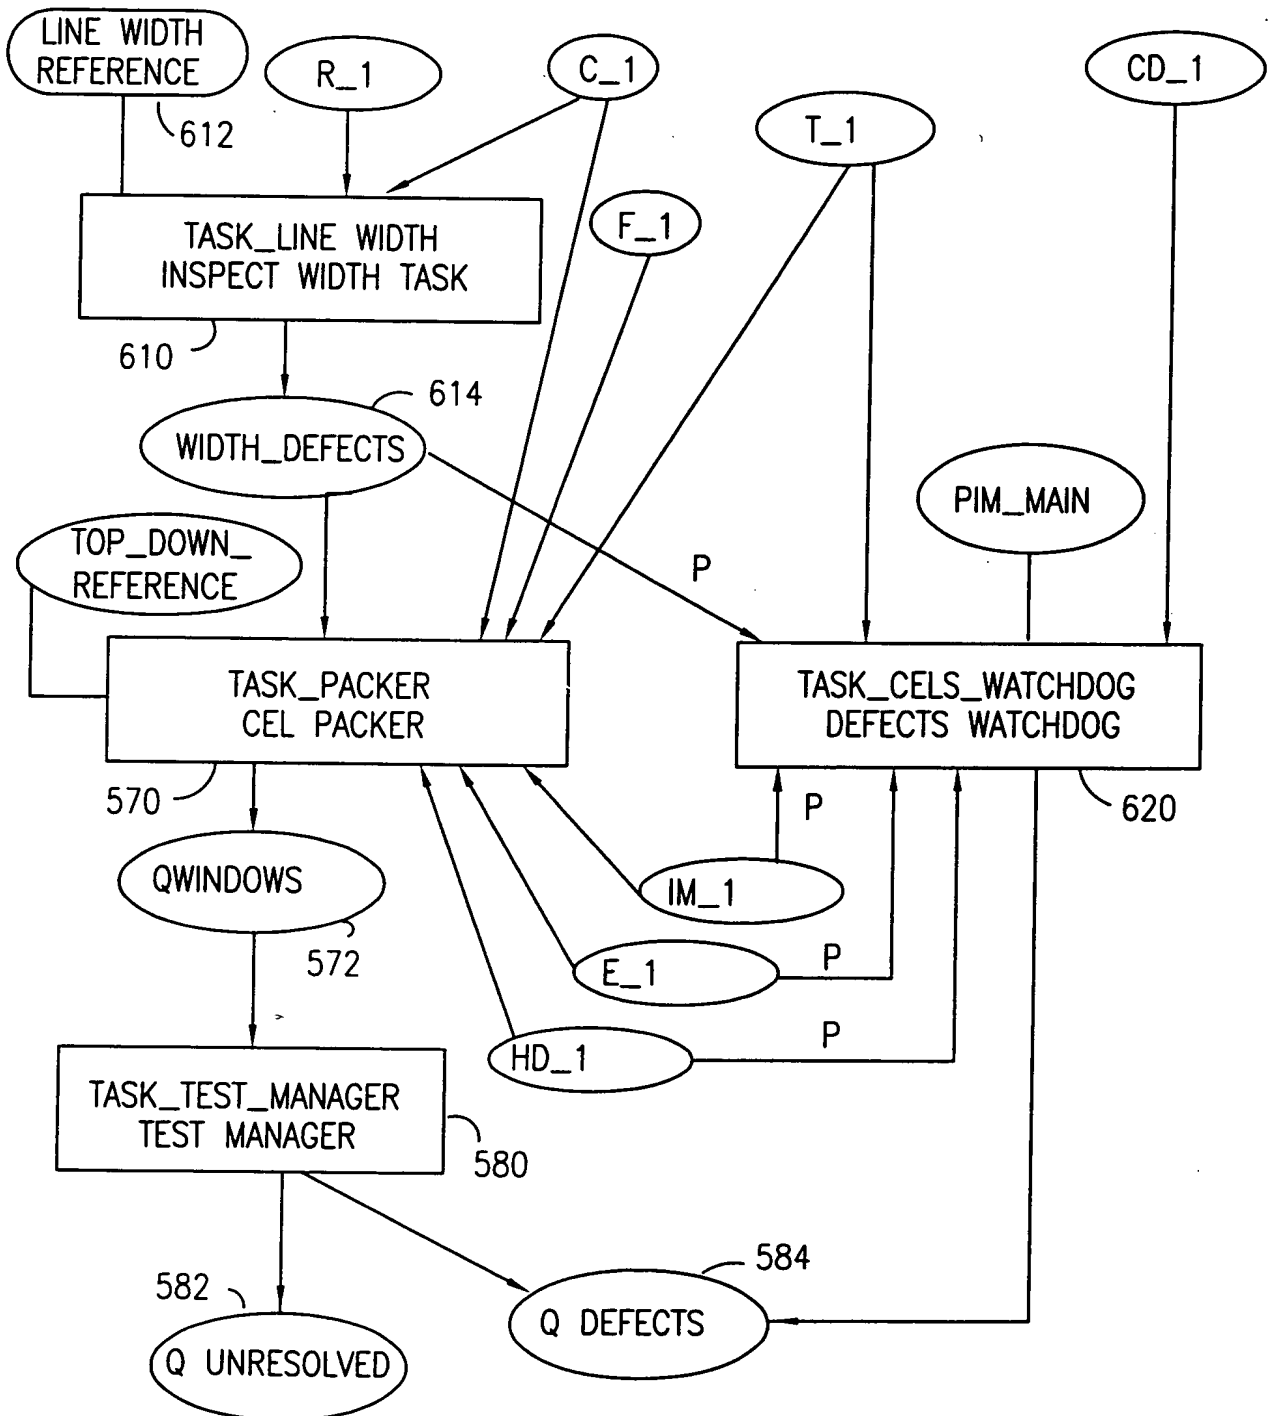 LINE WIDTH
REFERENCE
612
R_1
C_1
T_1
CD_1
F_1
TASK_LINE WIDTH
INSPECT WIDTH TASK
610
614
WIDTH_DEFECTS
PIM_MAIN
TOP_DOWN_
REFERENCE
P
TASK_PACKER
CEL PACKER
TASK_CELS_WATCHDOG
DEFECTS WATCHDOG
570
P
620
QWINDOWS
IM_1
572
E_1
P
HD_1
P
TASK_TEST_MANAGER
TEST MANAGER
580
582
584
Q DEFECTS
Q UNRESOLVED